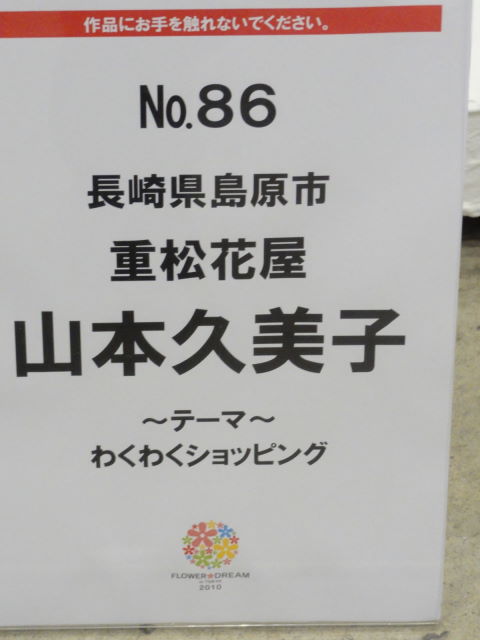 作品にお手を触れないでください。
No.86
長崎県島原市
重松花屋
山本久美子
～テーマ～
わくわくショッピング
FLOWER★DREAM
in TOKYO
2010